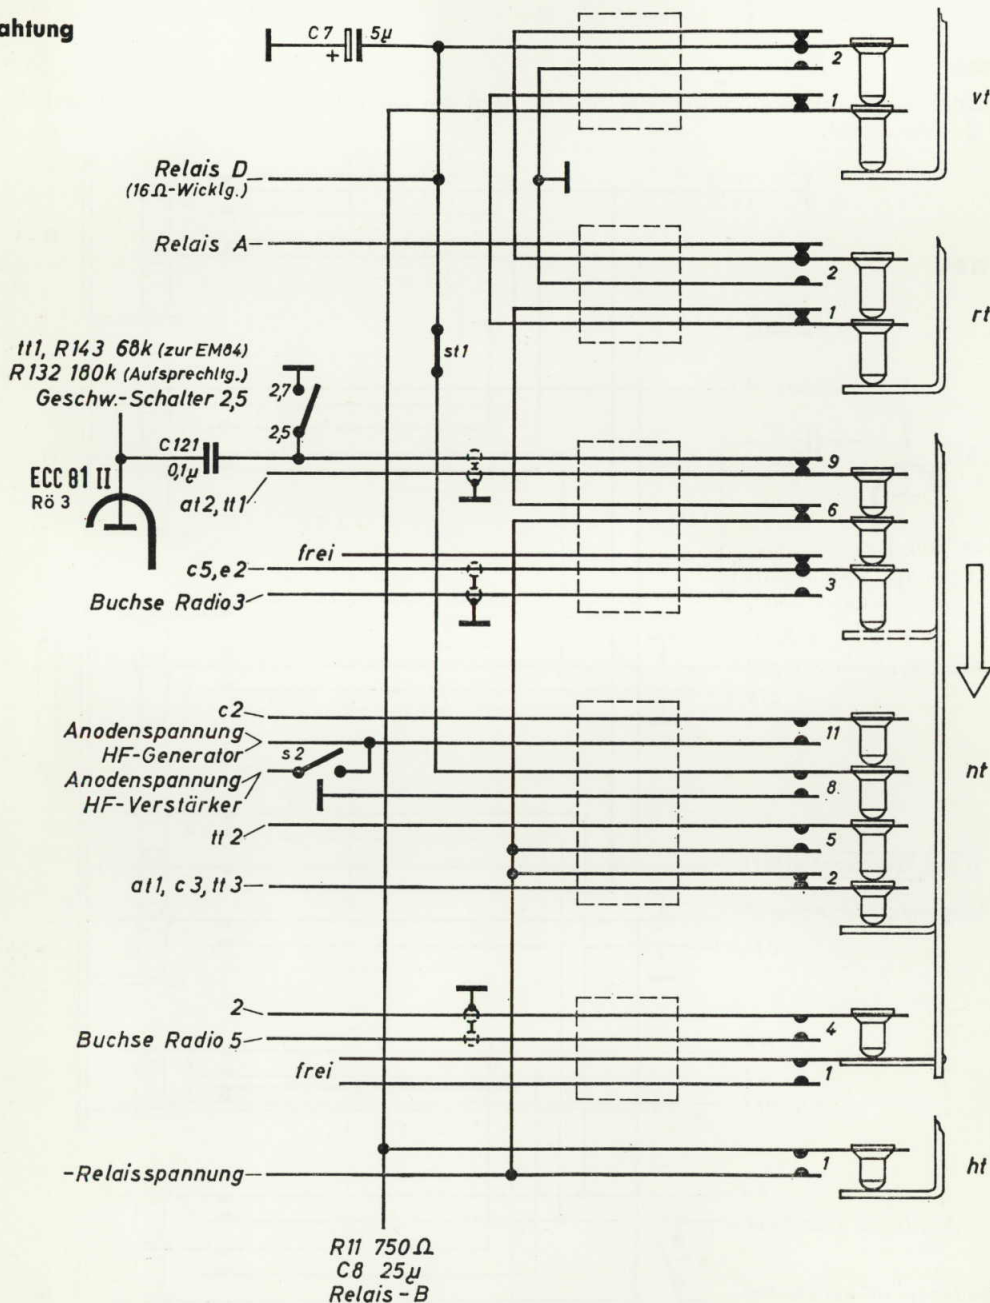 ahtung
C7 5µ
+
2
1
vt
Relais D
(16Ω-Wicklg.)
Relais A
2
1
rt
st1
tt1, R143 68k (zur EM84)
R132 180k (Aufsprechltg.)
Geschw.-Schalter 2,5
2,7
2,5
C121
0,1µ
ECC 81 II
Rö 3
at2, tt1
9
6
frei
c5, e2
3
Buchse Radio 3
c2
Anodenspannung
HF-Generator
11
s2
Anodenspannung
HF-Verstärker
8
nt
tt 2
5
at1, c3, tt3
2
2
4
Buchse Radio 5
frei
1
-Relaisspannung
1
ht
R11 750Ω
C8 25µ
Relais-B